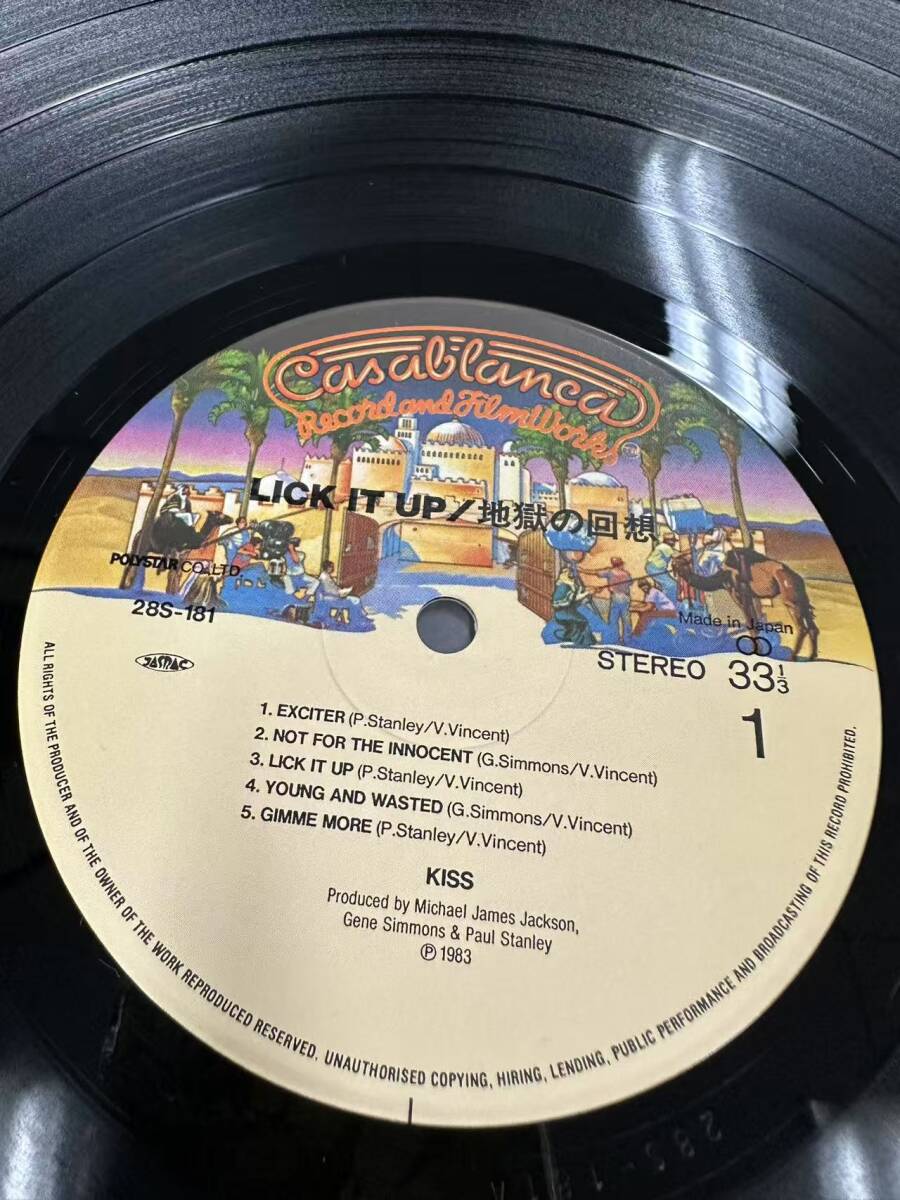 Casablanca
Record and FilmWorks
LICK IT UP/地獄の回想
POLYSTAR CO.,LTD.
28S-181
Made in Japan
JASRAC
STEREO 33 1/3
1
1. EXCITER (P.Stanley/V.Vincent)
2. NOT FOR THE INNOCENT (G.Simmons/V.Vincent)
3. LICK IT UP (P.Stanley/V.Vincent)
4. YOUNG AND WASTED (G.Simmons/V.Vincent)
5. GIMME MORE (P.Stanley/V.Vincent)
KISS
Produced by Michael James Jackson,
Gene Simmons & Paul Stanley
℗ 1983
ALL RIGHTS OF THE PRODUCER AND OF THE OWNER OF THE WORK REPRODUCED RESERVED. UNAUTHORISED COPYING, HIRING, LENDING, PUBLIC PERFORMANCE AND BROADCASTING OF THIS RECORD PROHIBITED.